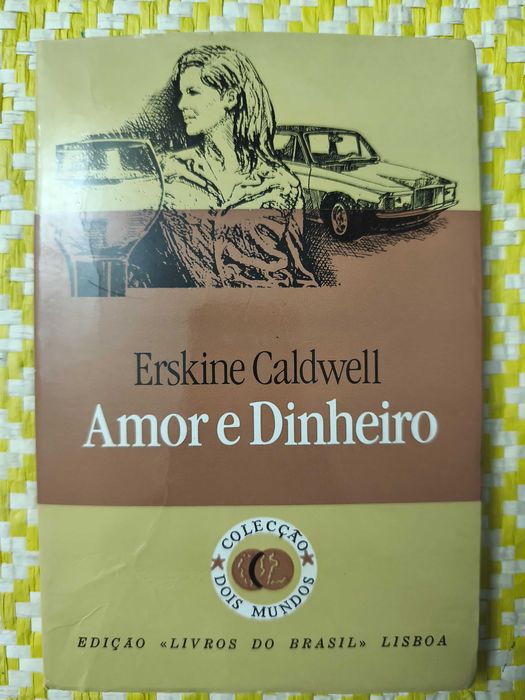 Erskine Caldwell
Amor e Dinheiro
COLECÇÃO
DOIS MUNDOS
EDIÇÃO «LIVROS DO BRASIL» LISBOA